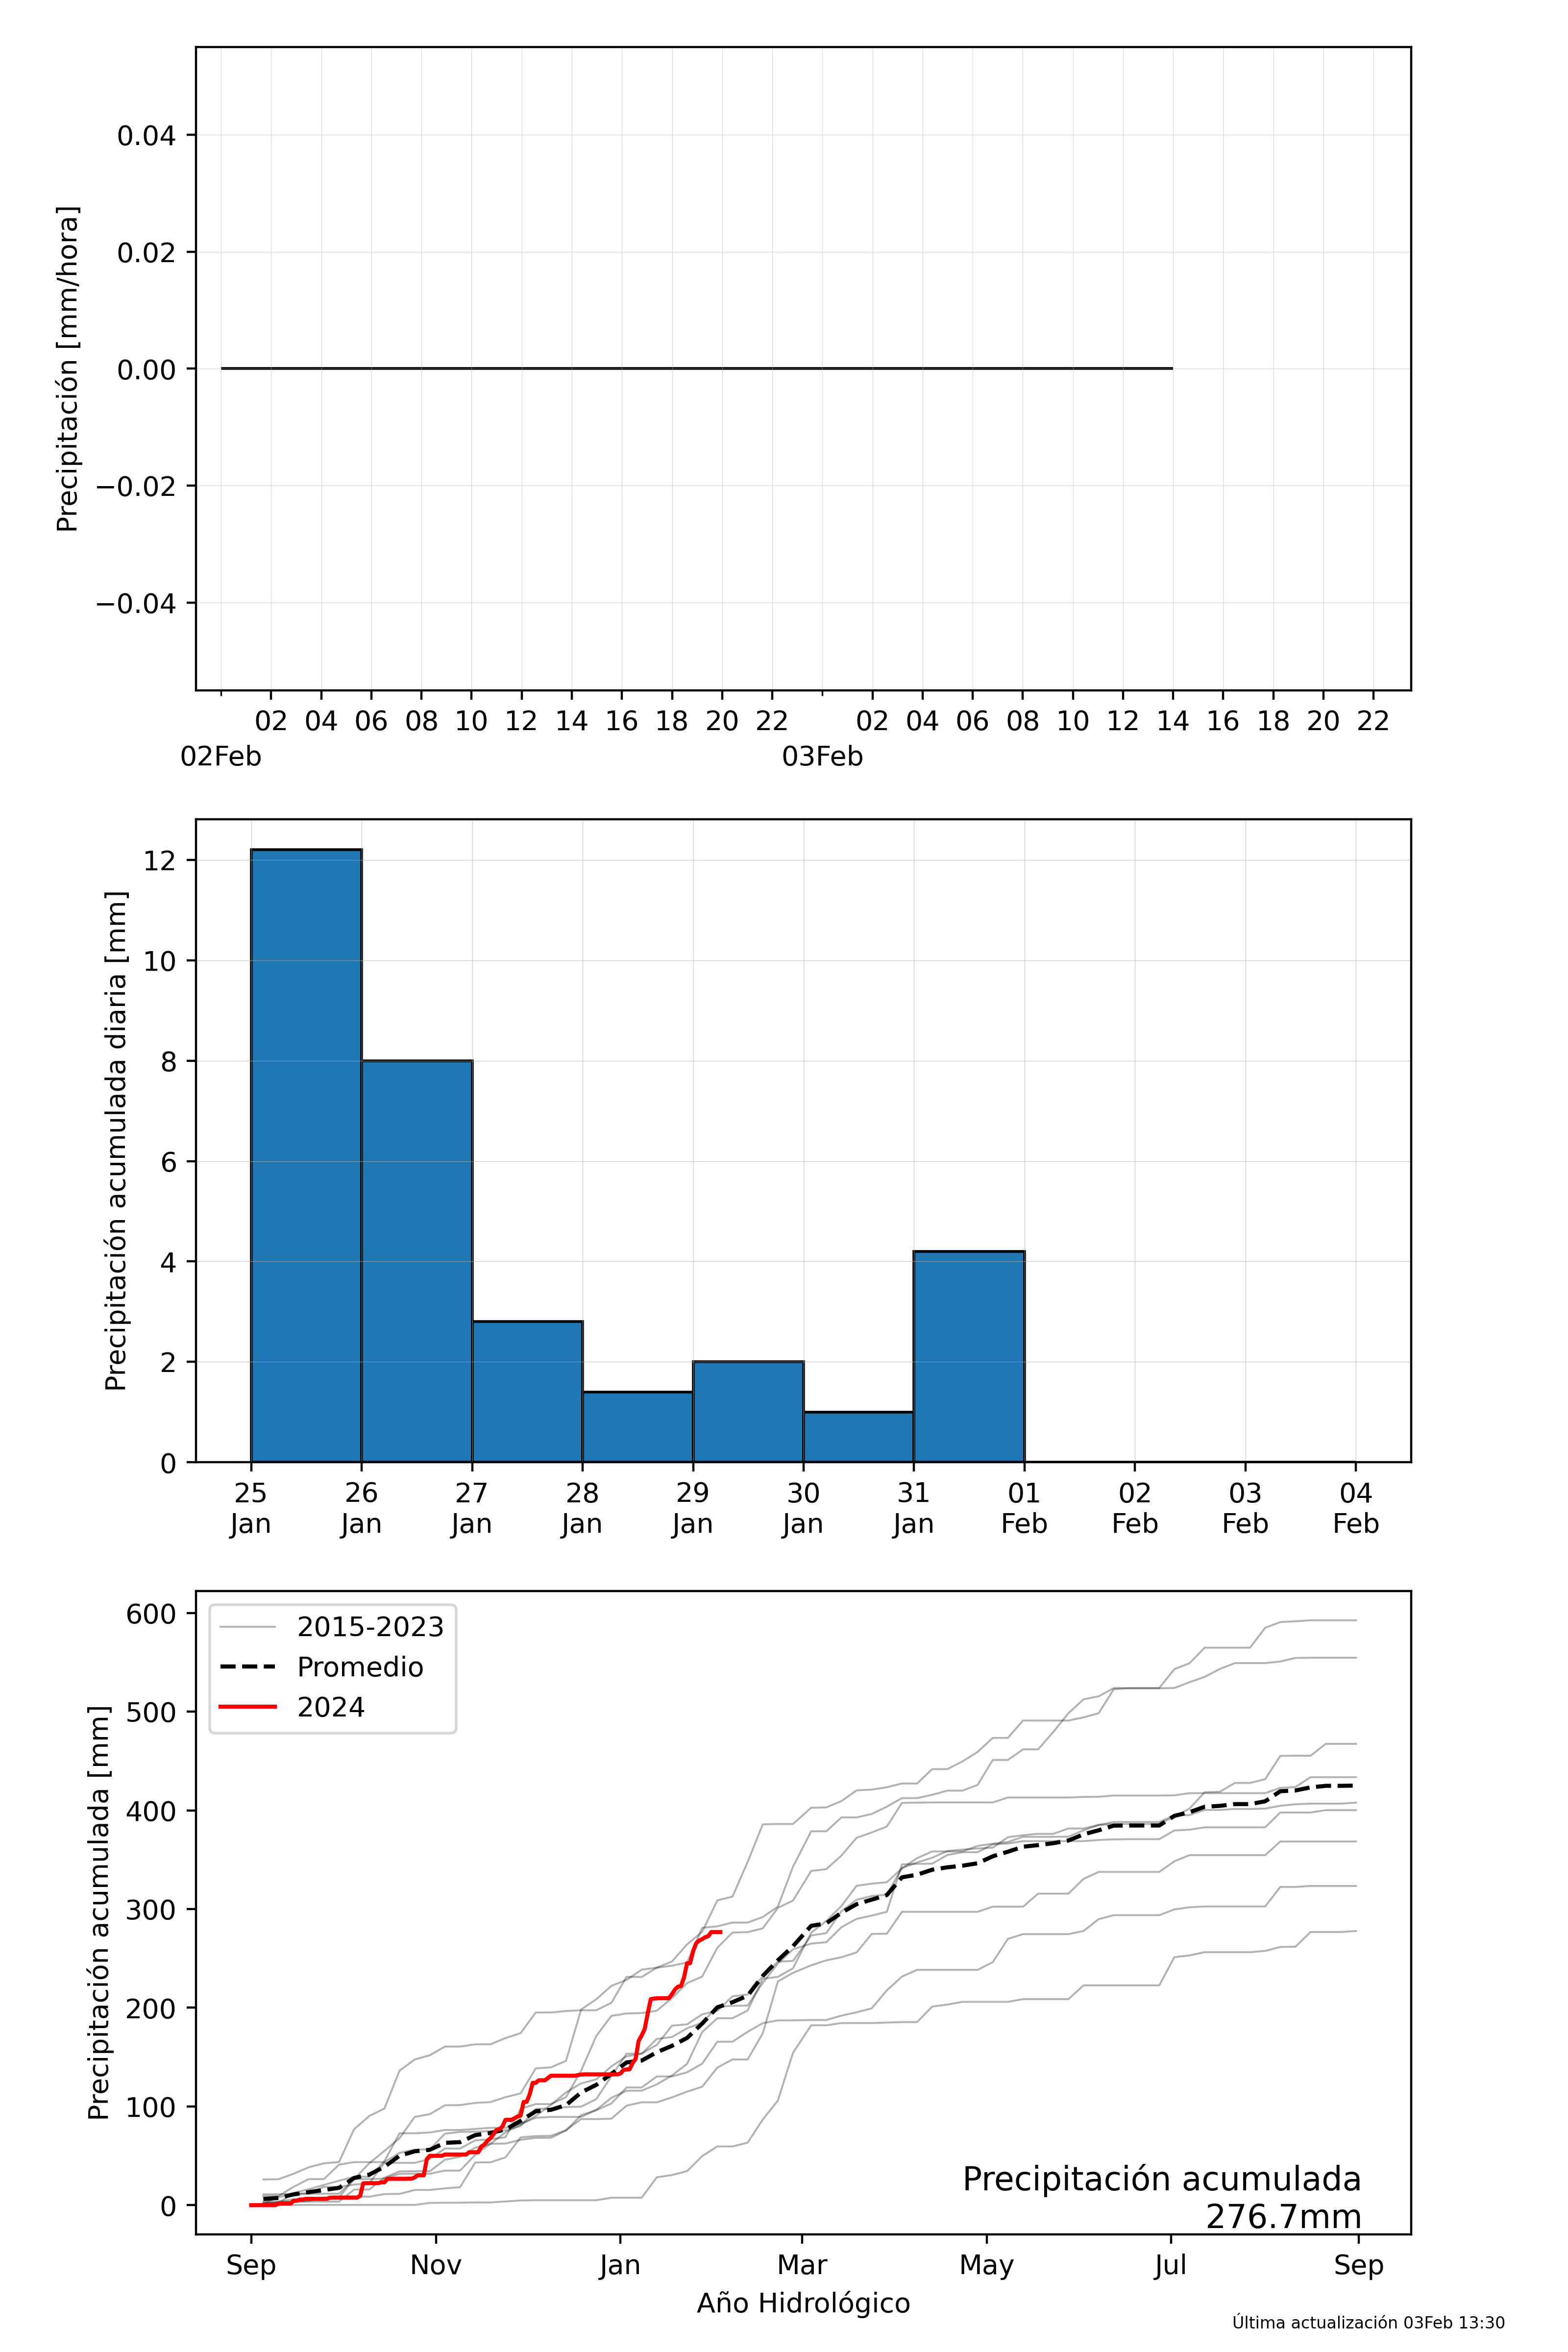 Precipitación [mm/hora]
0.04
0.02
0.00
−0.02
−0.04
02 04 06 08 10 12 14 16 18 20 22 02 04 06 08 10 12 14 16 18 20 22
02Feb 03Feb
Precipitación acumulada diaria [mm]
12
10
8
6
4
2
0
25 26 27 28 29 30 31 01 02 03 04
Jan Jan Jan Jan Jan Jan Jan Feb Feb Feb Feb
Precipitación acumulada [mm]
600
500
400
300
200
100
0
2015-2023
Promedio
2024
Precipitación acumulada
276.7mm
Sep Nov Jan Mar May Jul Sep
Año Hidrológico
Última actualización 03Feb 13:30